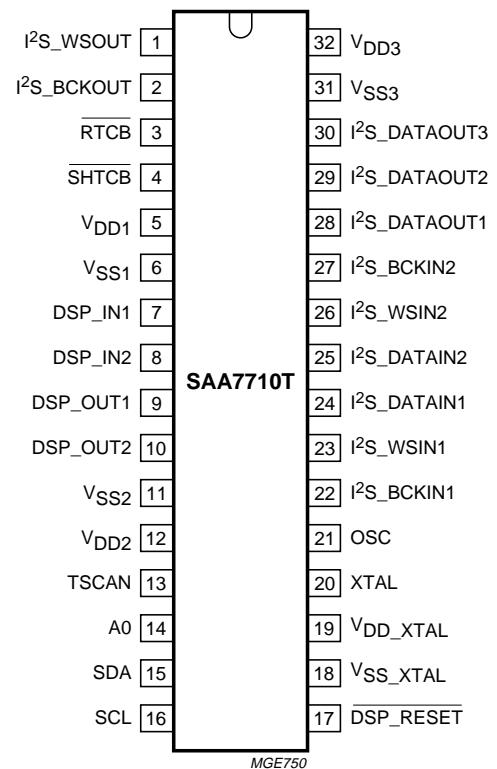 I²S_WSOUT 1
I²S_BCKOUT 2
RTCB 3
SHTCB 4
VDD1 5
VSS1 6
DSP_IN1 7
DSP_IN2 8
DSP_OUT1 9
DSP_OUT2 10
VSS2 11
VDD2 12
TSCAN 13
A0 14
SDA 15
SCL 16
SAA7710T
32 VDD3
31 VSS3
30 I²S_DATAOUT3
29 I²S_DATAOUT2
28 I²S_DATAOUT1
27 I²S_BCKIN2
26 I²S_WSIN2
25 I²S_DATAIN2
24 I²S_DATAIN1
23 I²S_WSIN1
22 I²S_BCKIN1
21 OSC
20 XTAL
19 VDD_XTAL
18 VSS_XTAL
17 DSP_RESET
MGE750